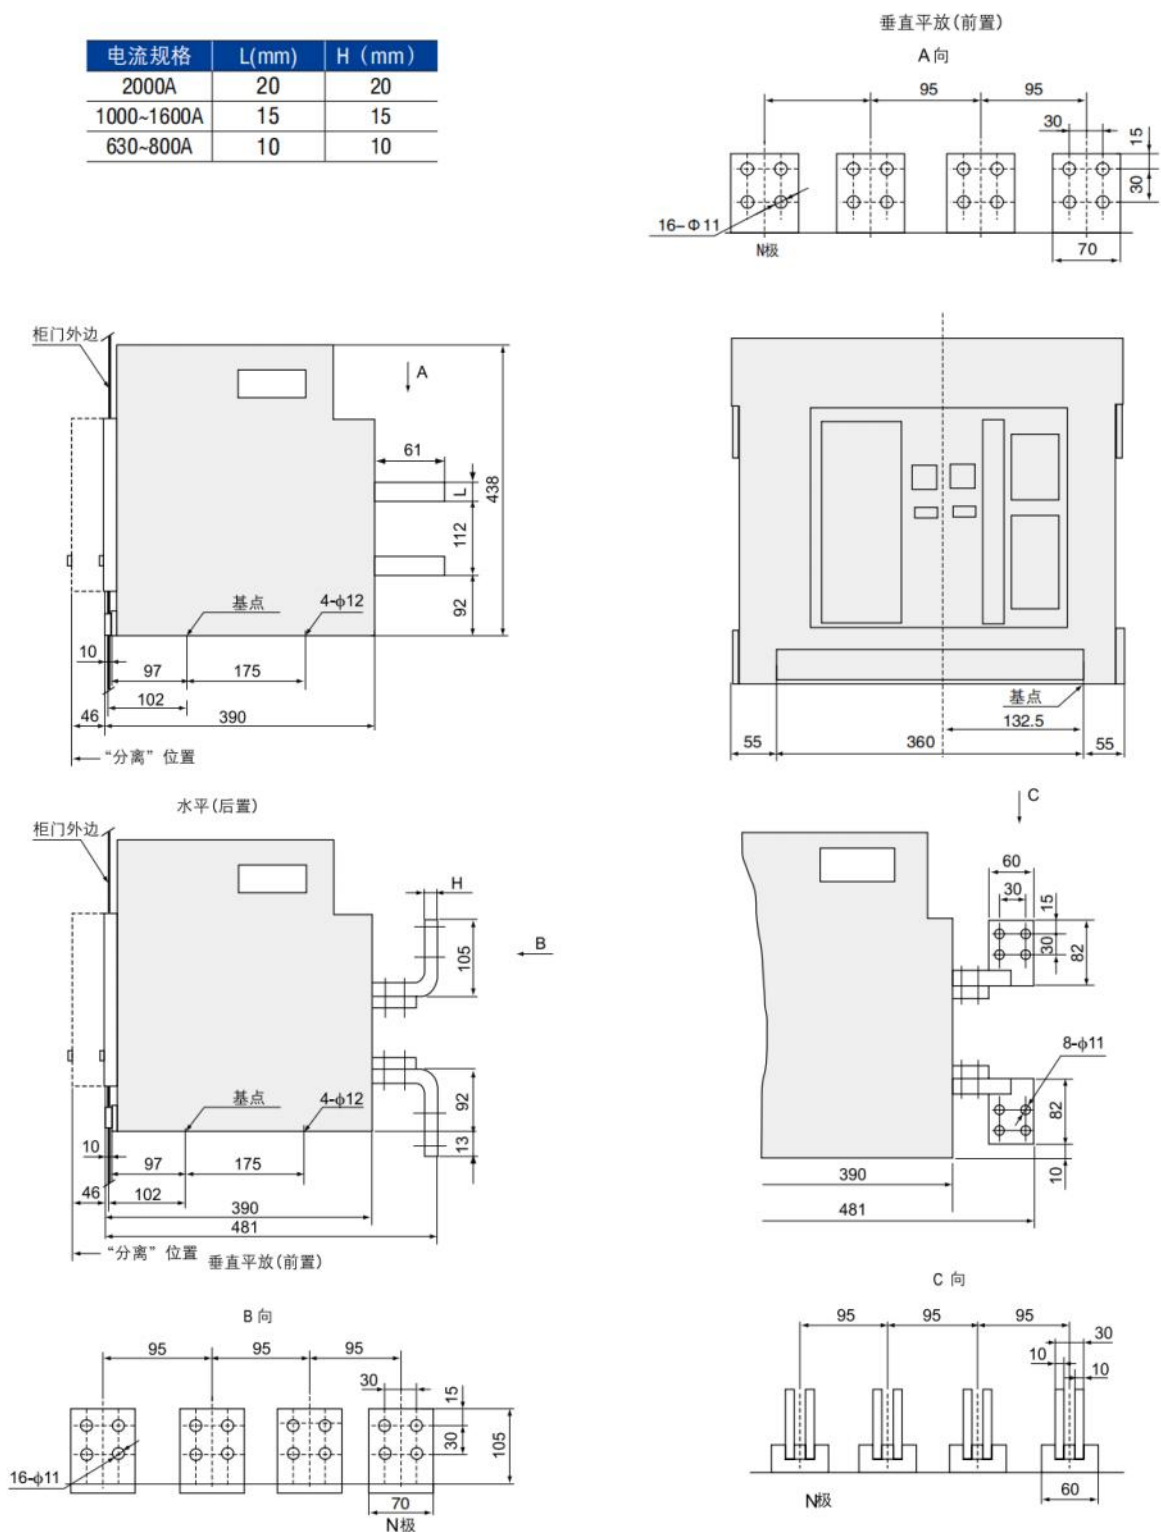 电流规格 L(mm) H（mm）
2000A 20 20
1000~1600A 15 15
630~800A 10 10
垂直平放(前置)
A向
95 95
30
15
30
16-Φ11
N极
70
柜门外边
A
61
L
438
112
92
基点 4-ϕ12
10
97 175
102
46 390
“分离” 位置
水平(后置)
基点
132.5
55 360 55
柜门外边
H
105
B
基点 4-ϕ12
92
13
10
97 175
46 102
390
481
“分离” 位置
垂直平放(前置)
C
60
30
15
30
82
8-ϕ11
82
10
390
481
B向
95 95 95
30
15
30
105
16-ϕ11
70
N极
C向
95 95 95
30
10
10
N极
60